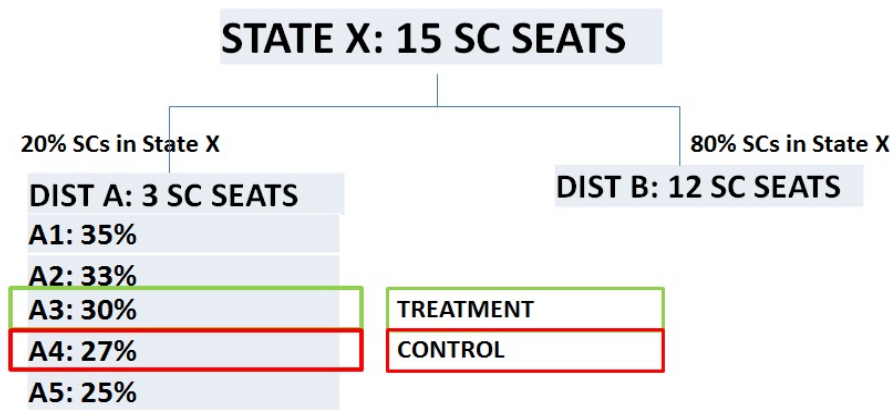 STATE X: 15 SC SEATS
20% SCs in State X
80% SCs in State X
DIST A: 3 SC SEATS
DIST B: 12 SC SEATS
A1: 35%
A2: 33%
A3: 30%
TREATMENT
A4: 27%
CONTROL
A5: 25%